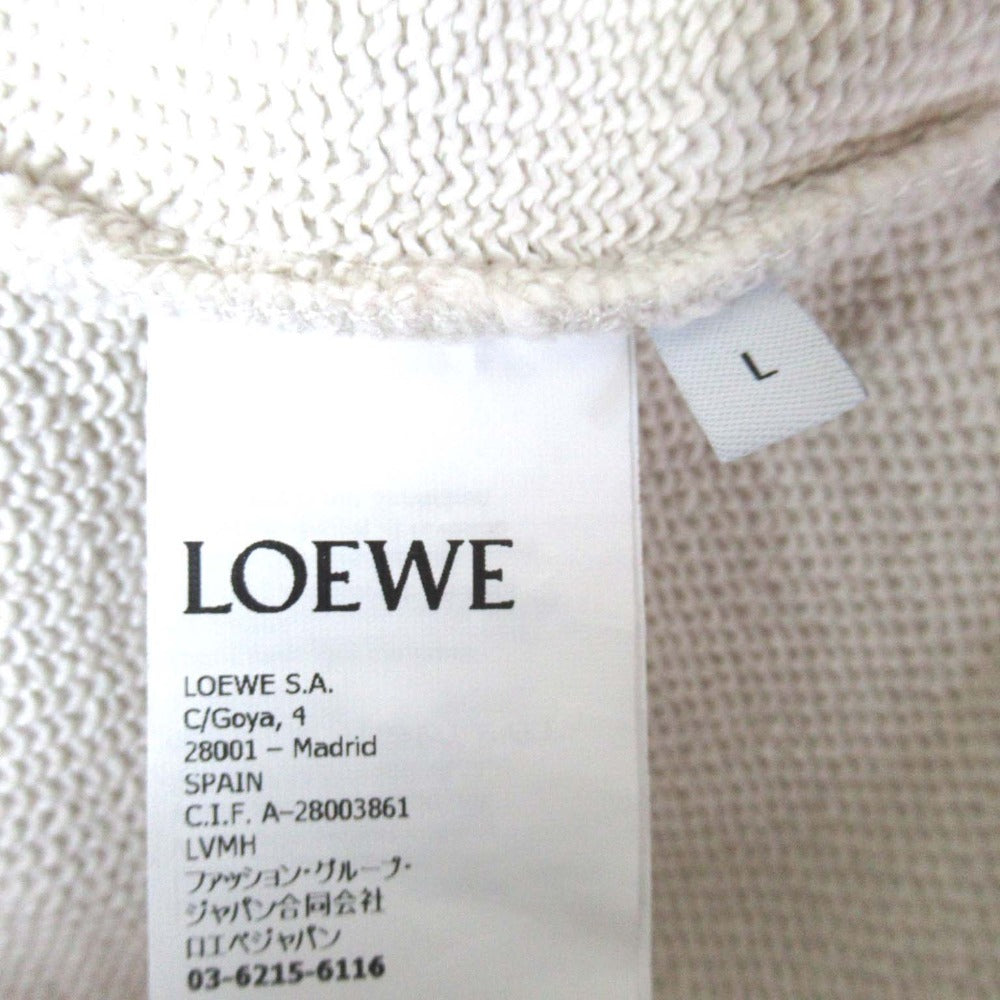 L
LOEWE
LOEWE S.A.
C/Goya, 4
28001 – Madrid
SPAIN
C.I.F. A-28003861
LVMH
ファッション・グループ・
ジャパン合同会社
ロエベジャパン
03-6215-6116